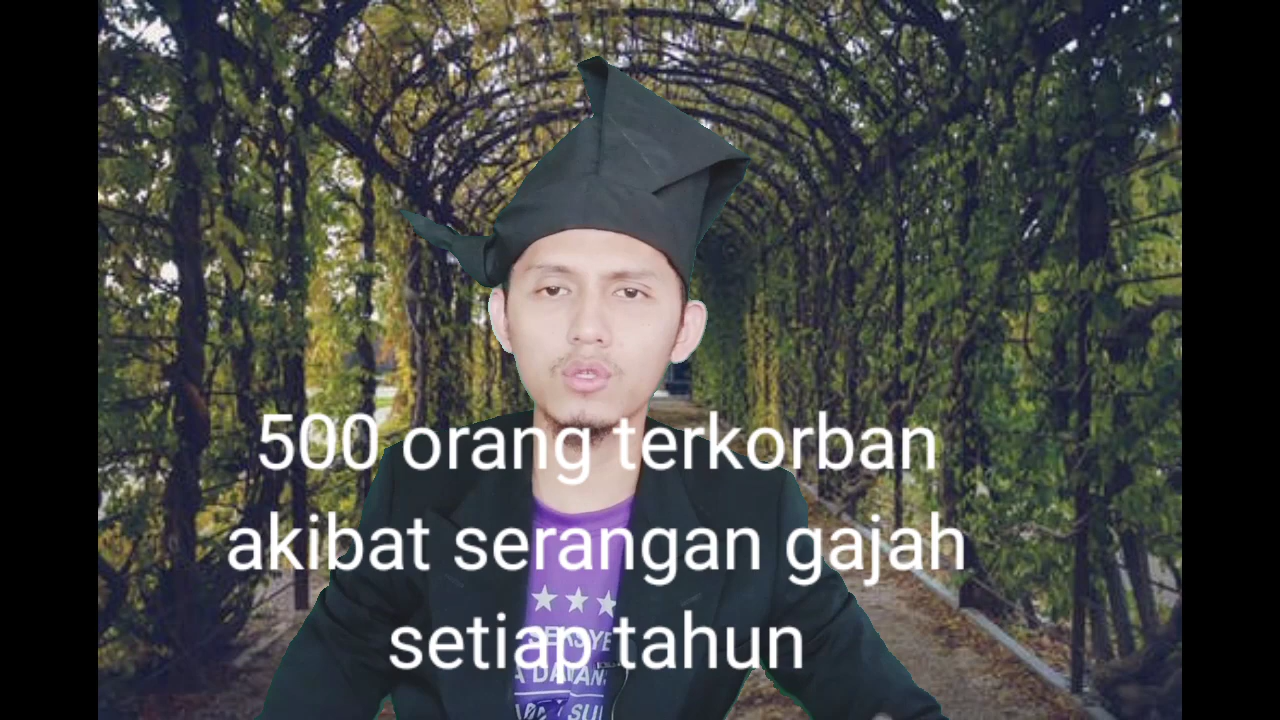 500 orang terkorban
akibat serangan gajah
setiap tahun